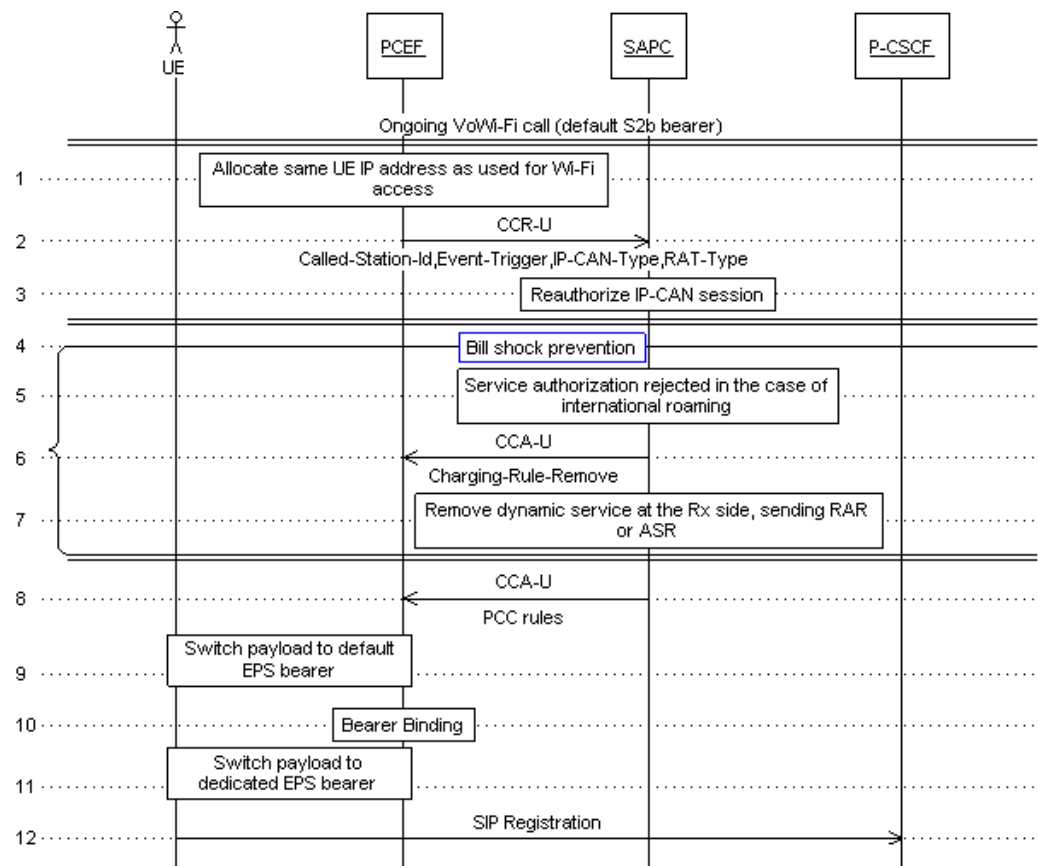 UE
PCEF
SAPC
P-CSCF
Ongoing VoWi-Fi call (default S2b bearer)
1
Allocate same UE IP address as used for Wi-Fi
access
CCR-U
2
Called-Station-Id,Event-Trigger,IP-CAN-Type,RAT-Type
3
Reauthorize IP-CAN session
4
Bill shock prevention
5
Service authorization rejected in the case of
international roaming
CCA-U
6
Charging-Rule-Remove
7
Remove dynamic service at the Rx side, sending RAR
or ASR
CCA-U
8
PCC rules
Switch payload to default
EPS bearer
9
10
Bearer Binding
Switch payload to
dedicated EPS bearer
11
SIP Registration
12